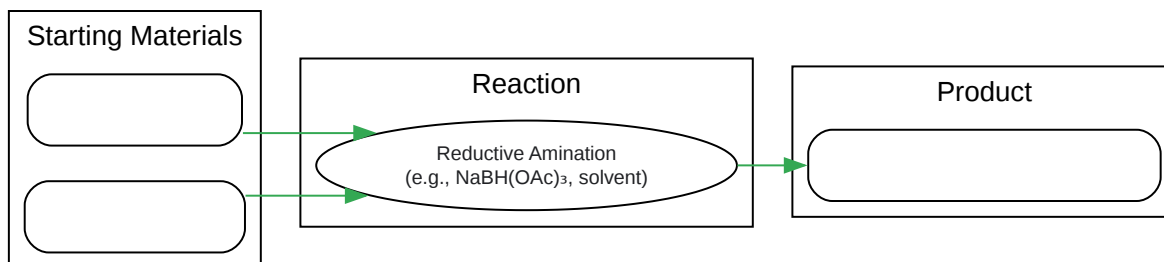 Starting Materials
Reaction
Reductive Amination
(e.g., NaBH(OAc)₃, solvent)
Product